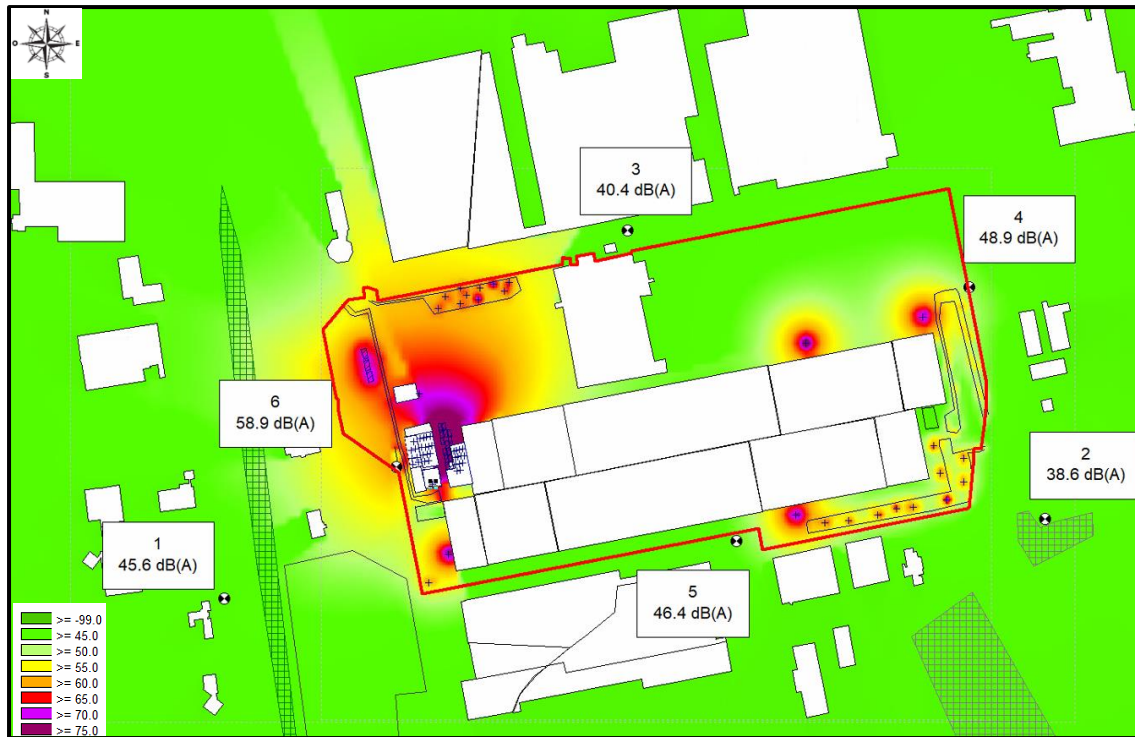 N
O E
S
3
40.4 dB(A)
4
48.9 dB(A)
6
58.9 dB(A)
2
38.6 dB(A)
1
45.6 dB(A)
5
46.4 dB(A)
>= -99.0
>= 45.0
>= 50.0
>= 55.0
>= 60.0
>= 65.0
>= 70.0
>= 75.0